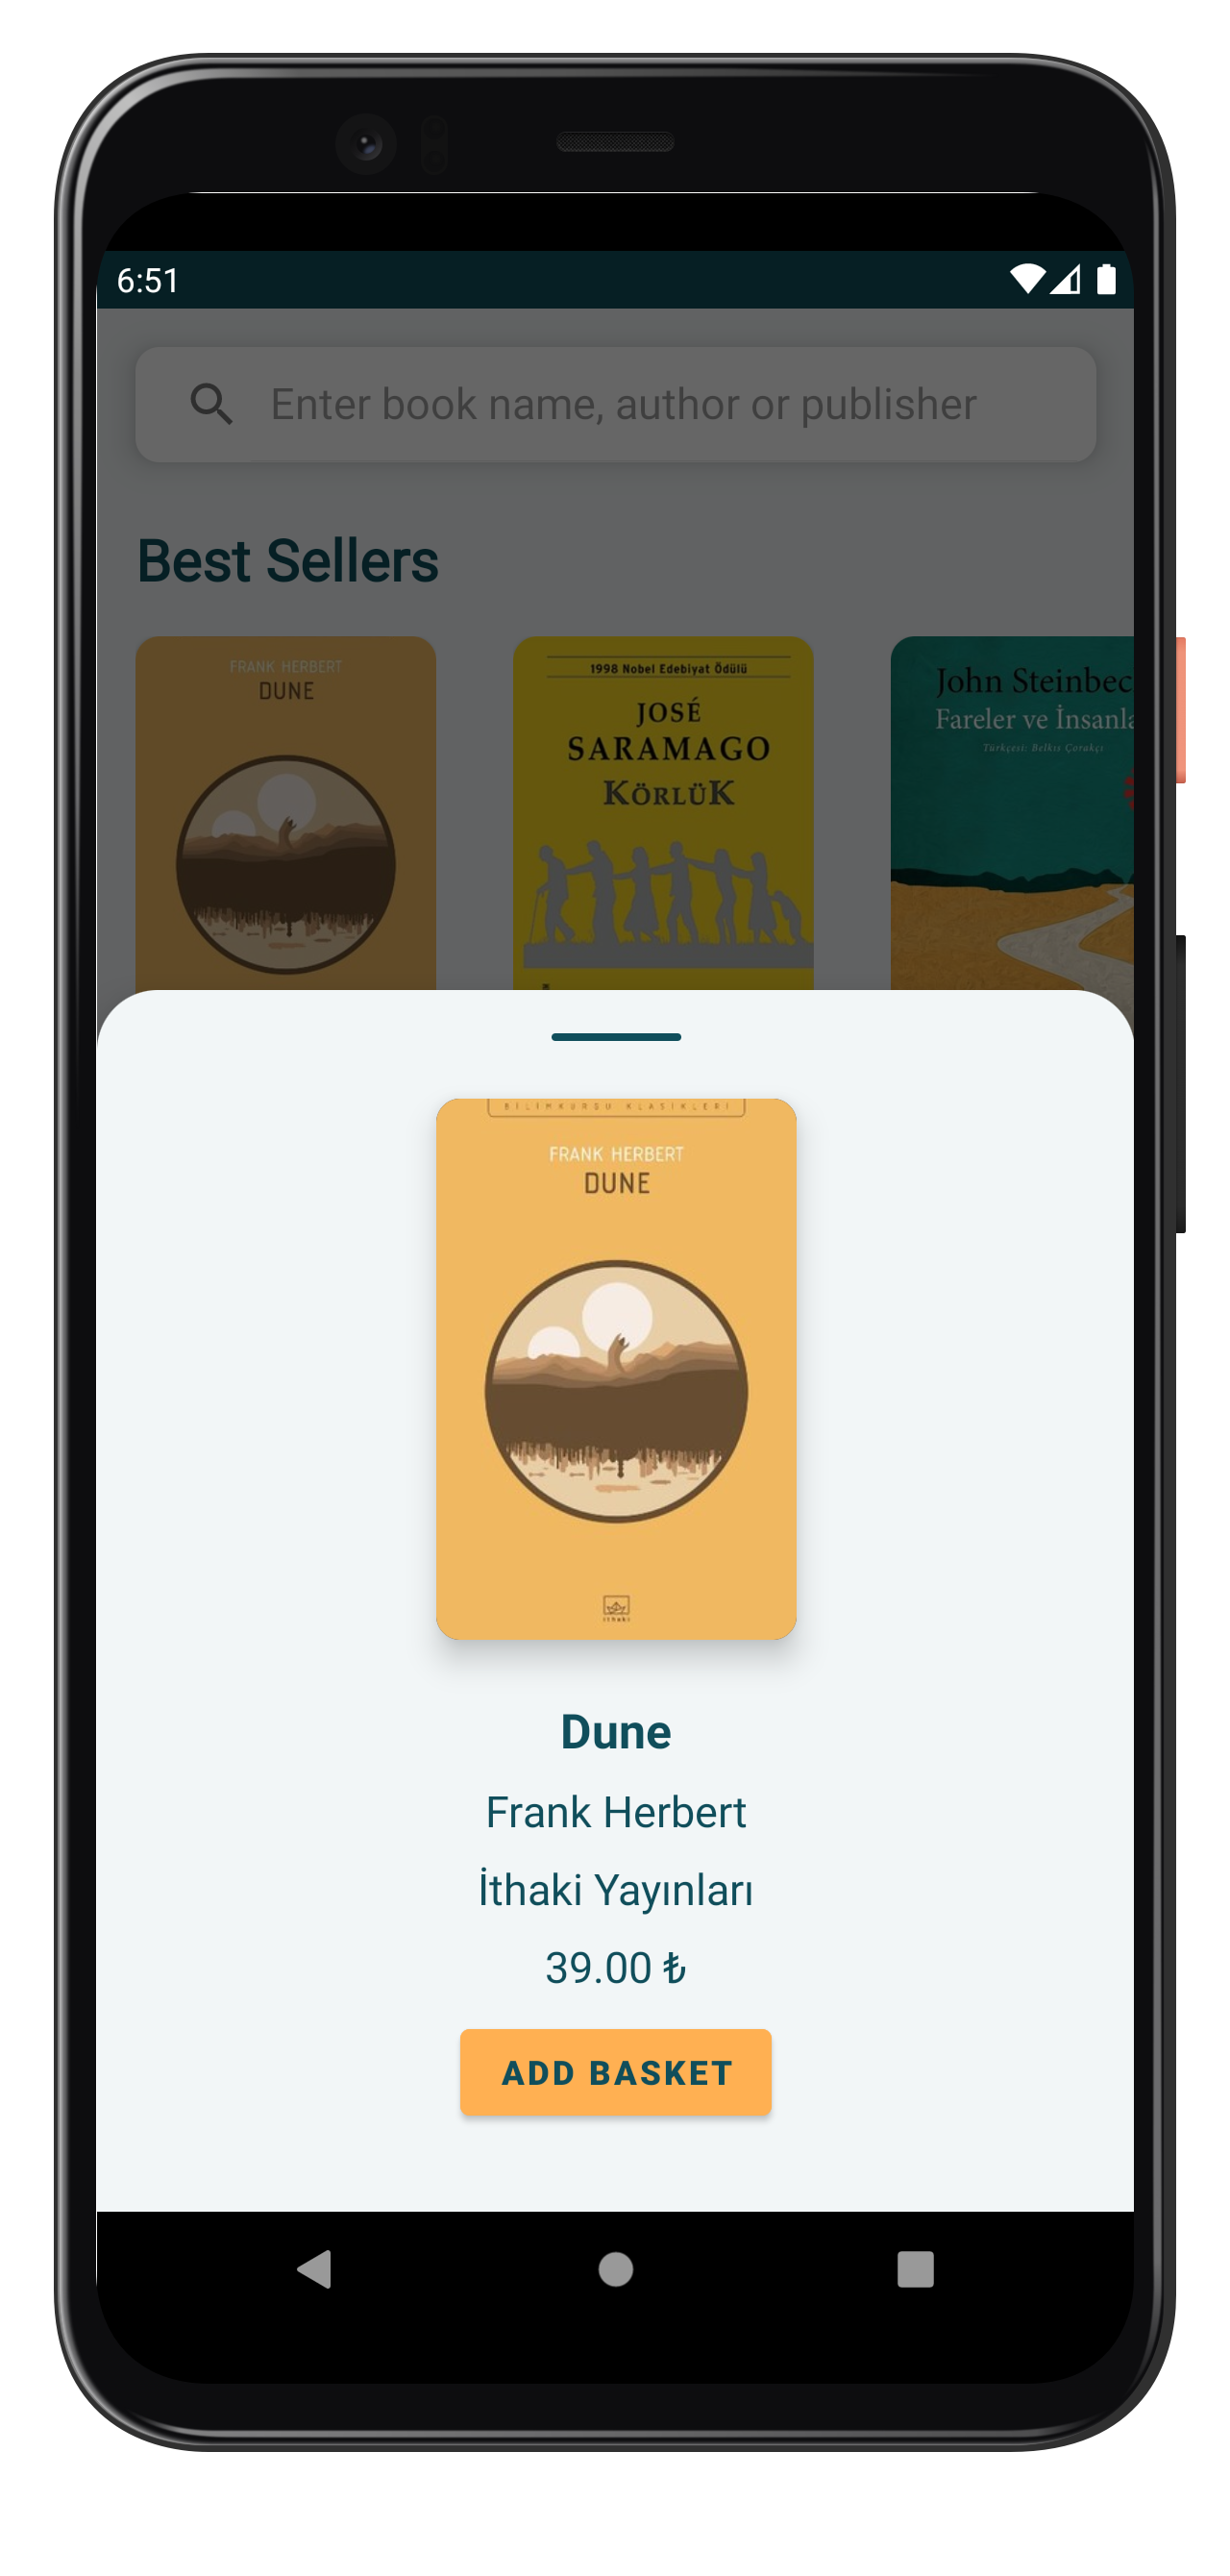 6:51
Enter book name, author or publisher
Best Sellers
FRANK HERBERT
DUNE
1998 Nobel Edebiyat Ödülü
JOSÉ
SARAMAGO
KÖRLÜK
John Steinbec
Fareler ve İnsanla
Türkçesi: Belkıs Çorakçı
BİLİMKURGU KLASİKLERİ
FRANK HERBERT
DUNE
ithaki
Dune
Frank Herbert
İthaki Yayınları
39.00 ₺
ADD BASKET